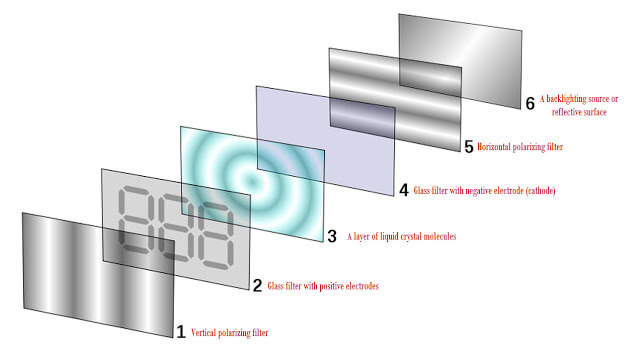 6 A backlighting source or
reflective surface
5 Horizontal polarizing filter
4 Glass filter with negative electrode (cathode)
3 A layer of liquid crystal molecules
888
2 Glass filter with positive electrodes
1 Vertical polarizing filter